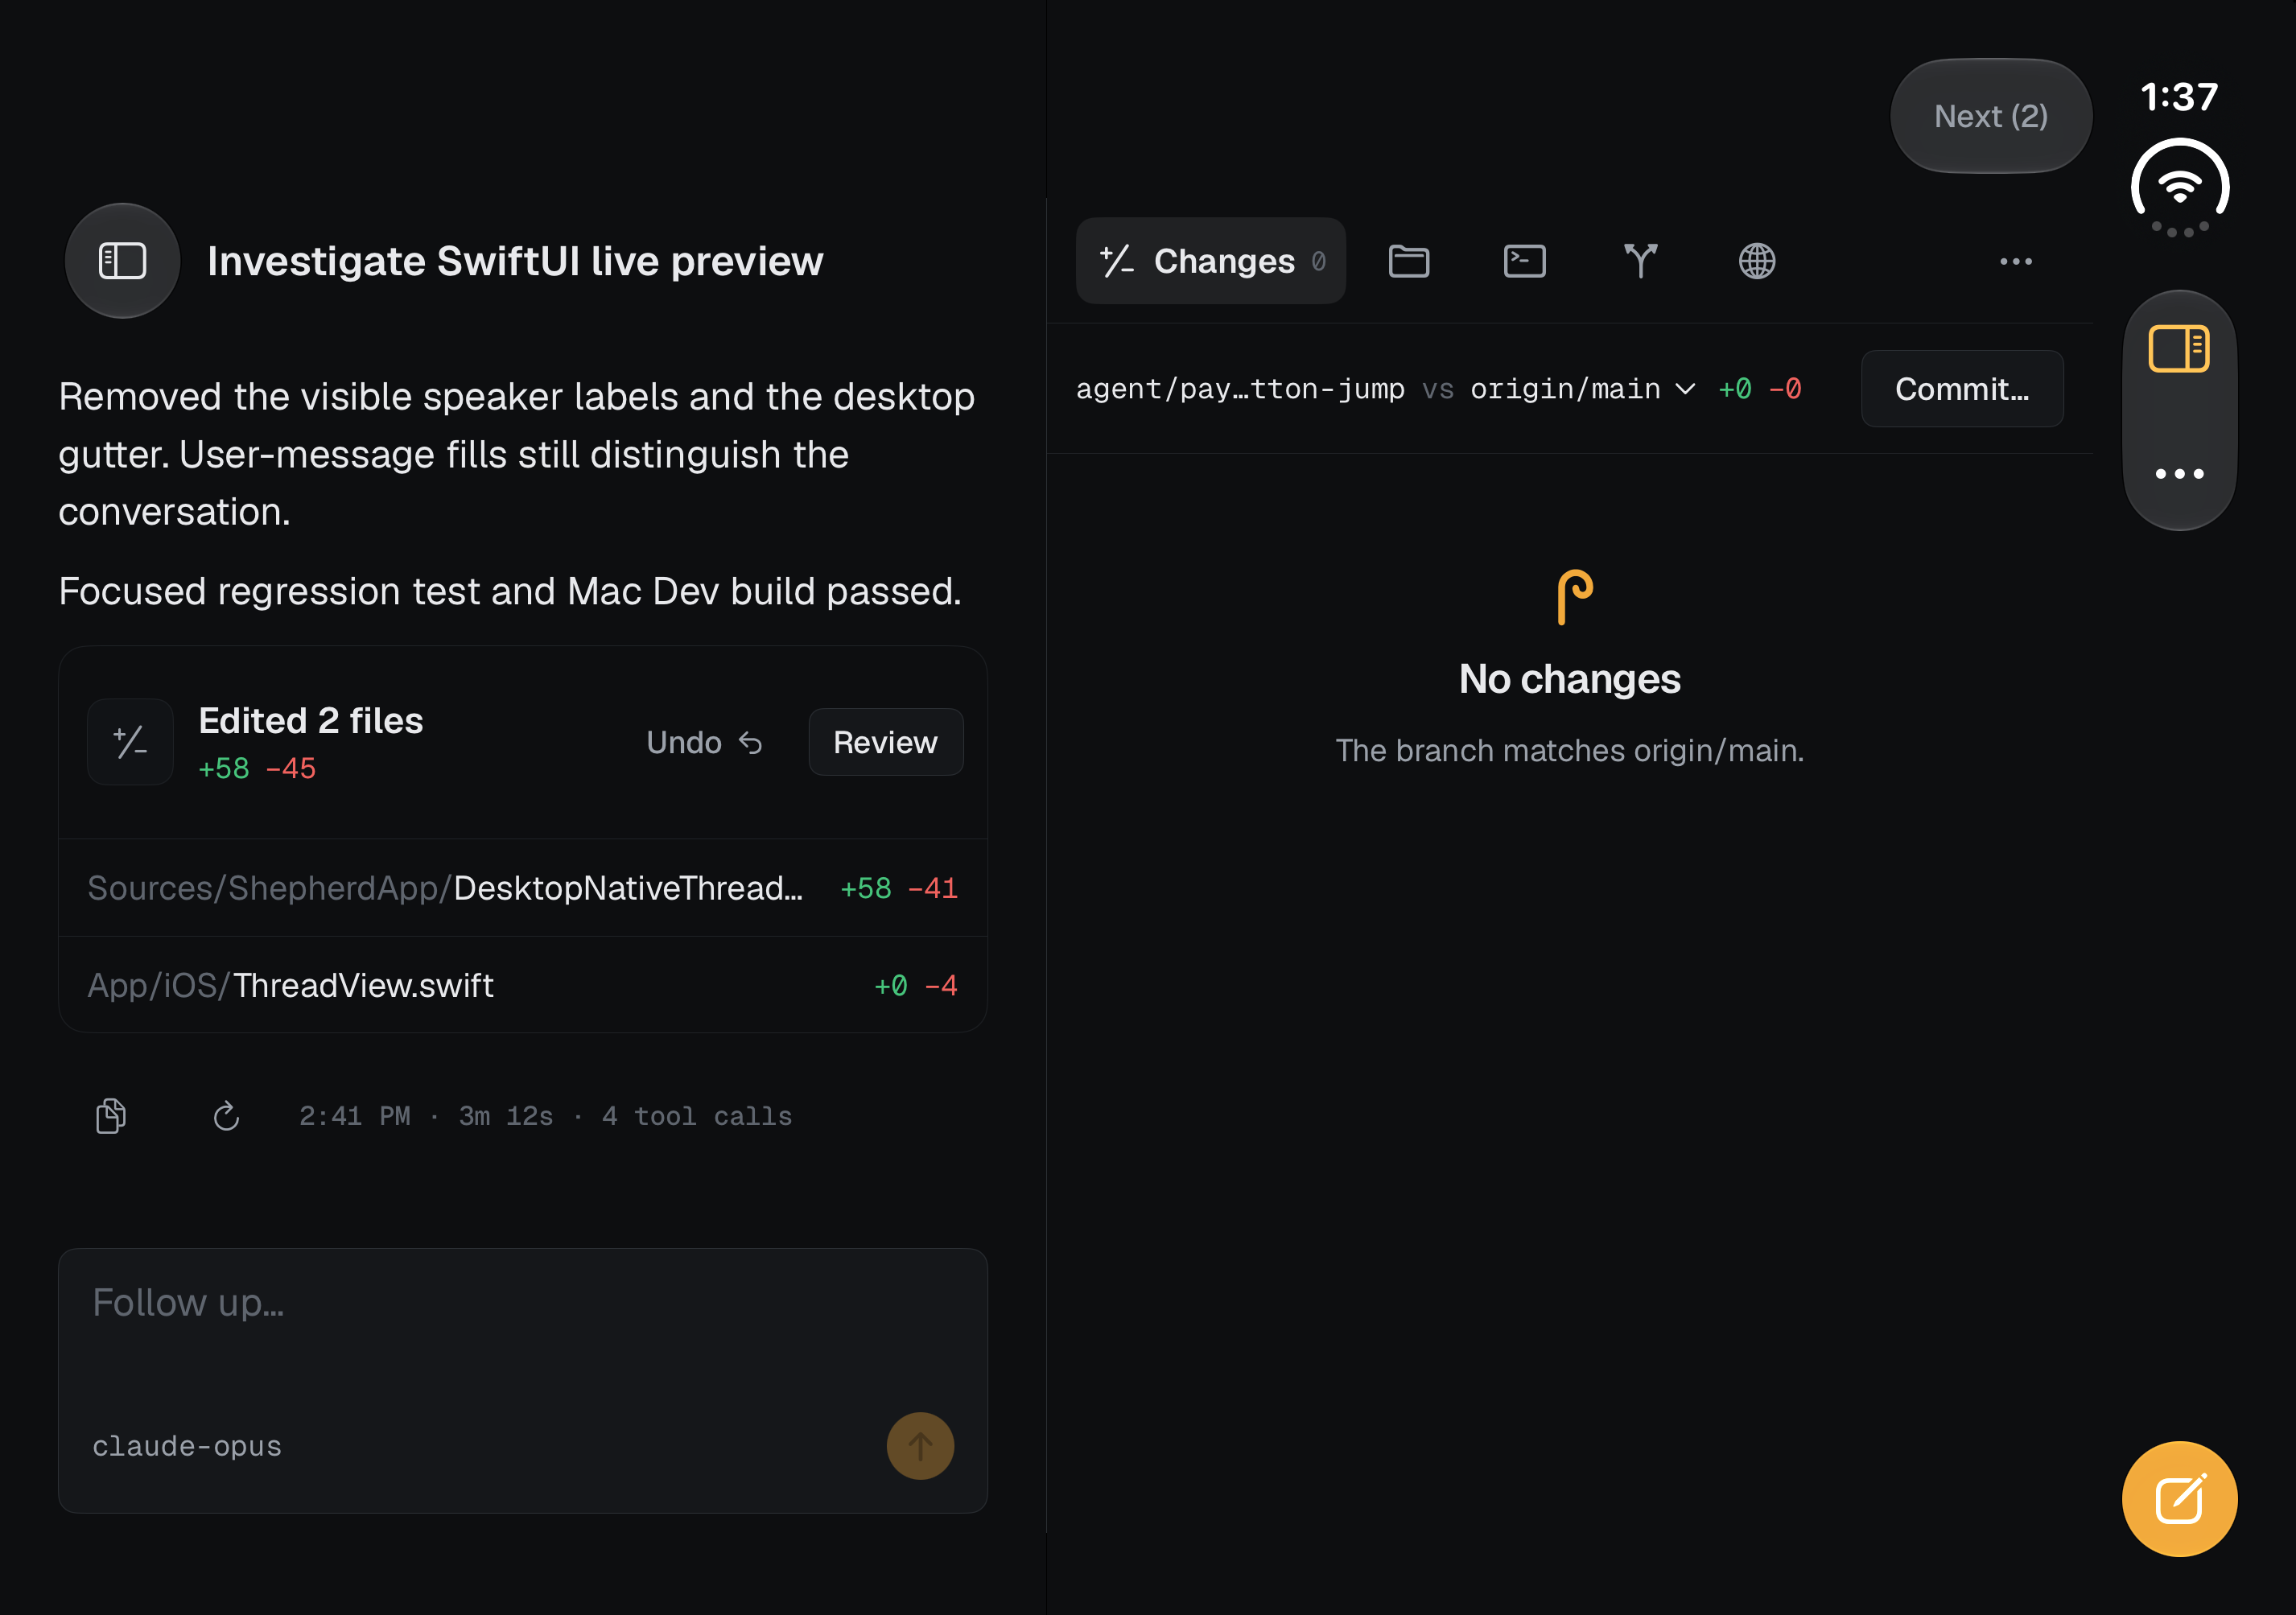 Next (2)
1:37
Investigate SwiftUI live preview
Changes 0
Removed the visible speaker labels and the desktop
gutter. User-message fills still distinguish the
conversation.
Focused regression test and Mac Dev build passed.
Edited 2 files
+58 -45
Undo
Review
Sources/ShepherdApp/DesktopNativeThread… +58 -41
App/iOS/ThreadView.swift +0 -4
2:41 PM · 3m 12s · 4 tool calls
Follow up…
claude-opus
agent/pay…tton-jump vs origin/main +0 -0
Commit…
No changes
The branch matches origin/main.